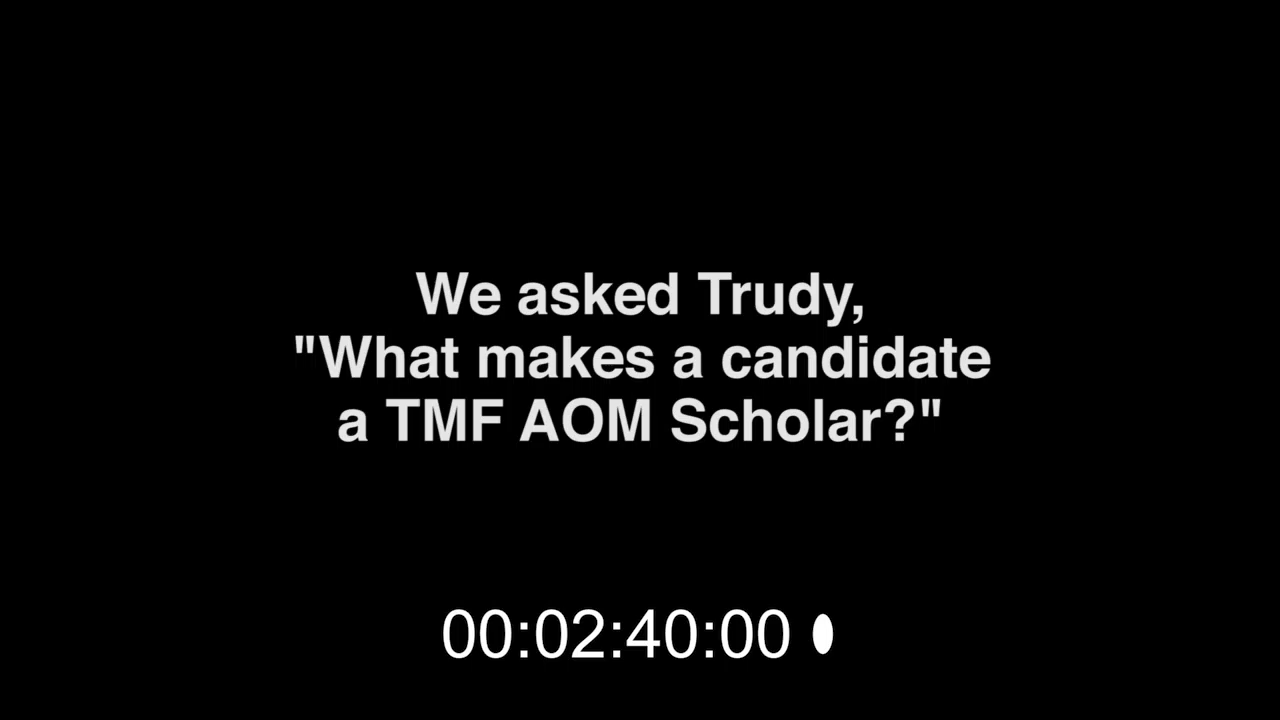 We asked Trudy,
"What makes a candidate
a TMF AOM Scholar?"
00:02:40:00